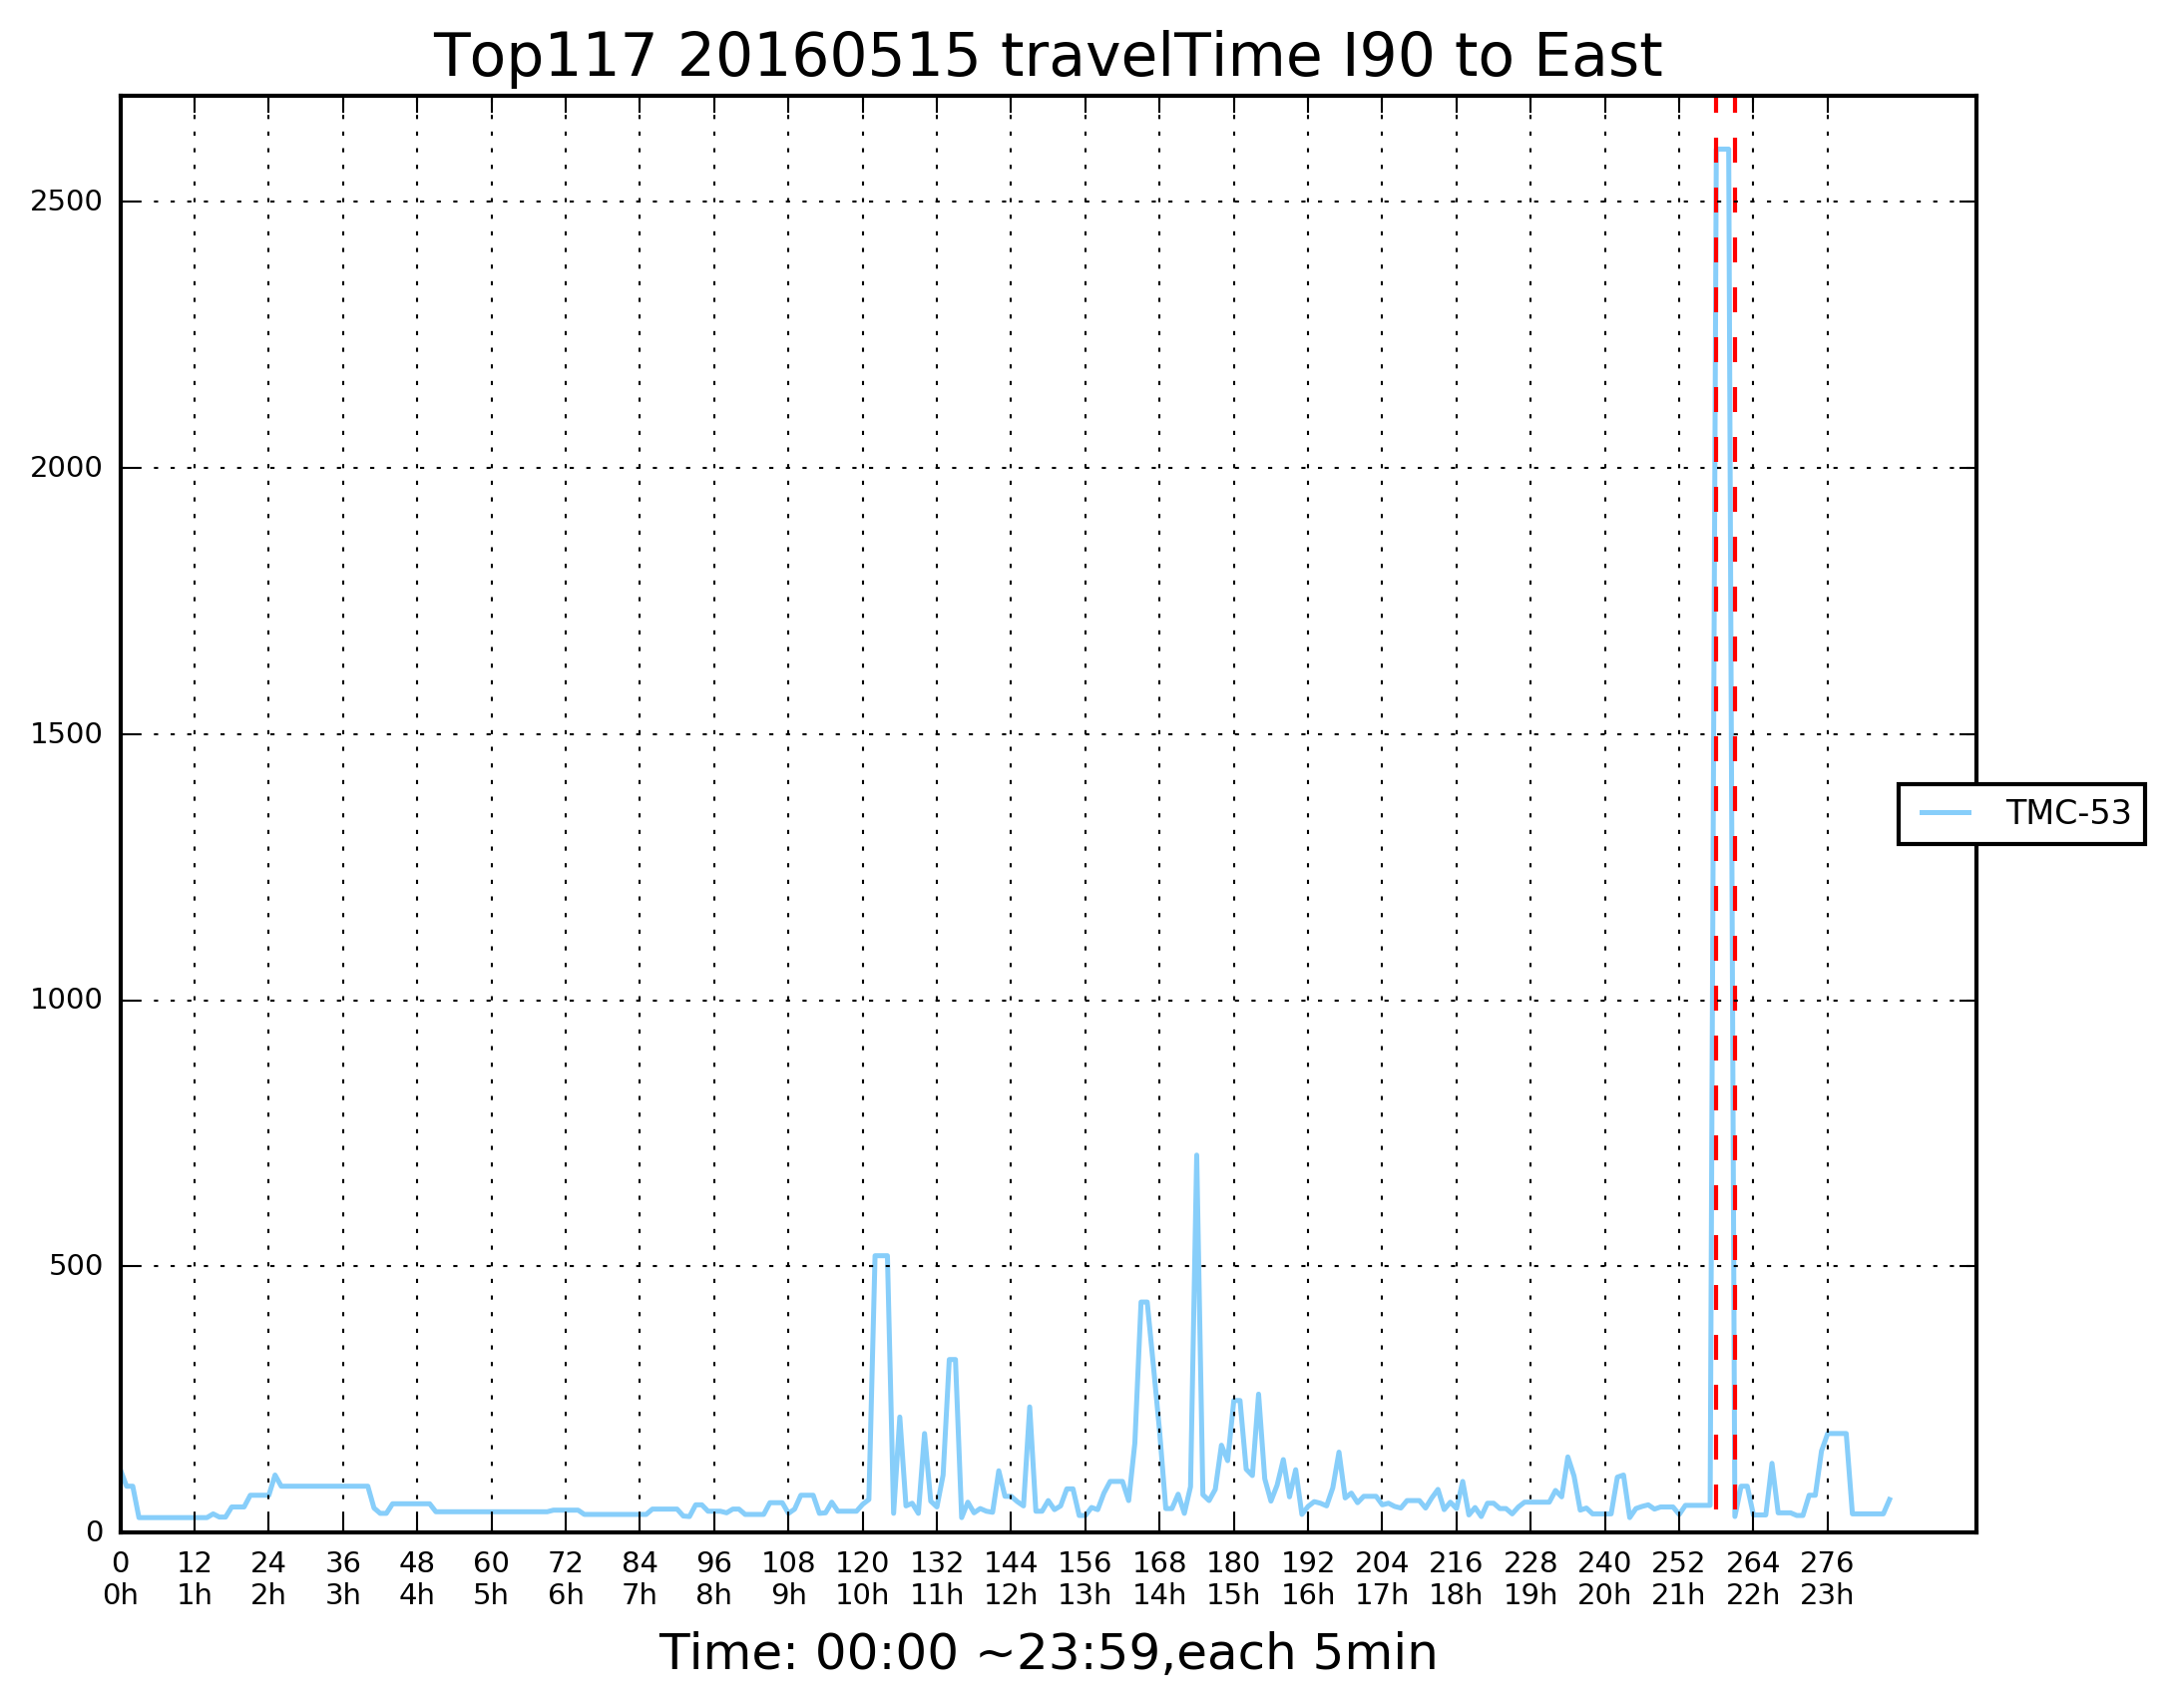 Top117 20160515 travelTime I90 to East
2500
2000
1500
1000
500
0
TMC-53
0 12 24 36 48 60 72 84 96 108 120 132 144 156 168 180 192 204 216 228 240 252 264 276
0h 1h 2h 3h 4h 5h 6h 7h 8h 9h 10h 11h 12h 13h 14h 15h 16h 17h 18h 19h 20h 21h 22h 23h
Time: 00:00 ~23:59,each 5min